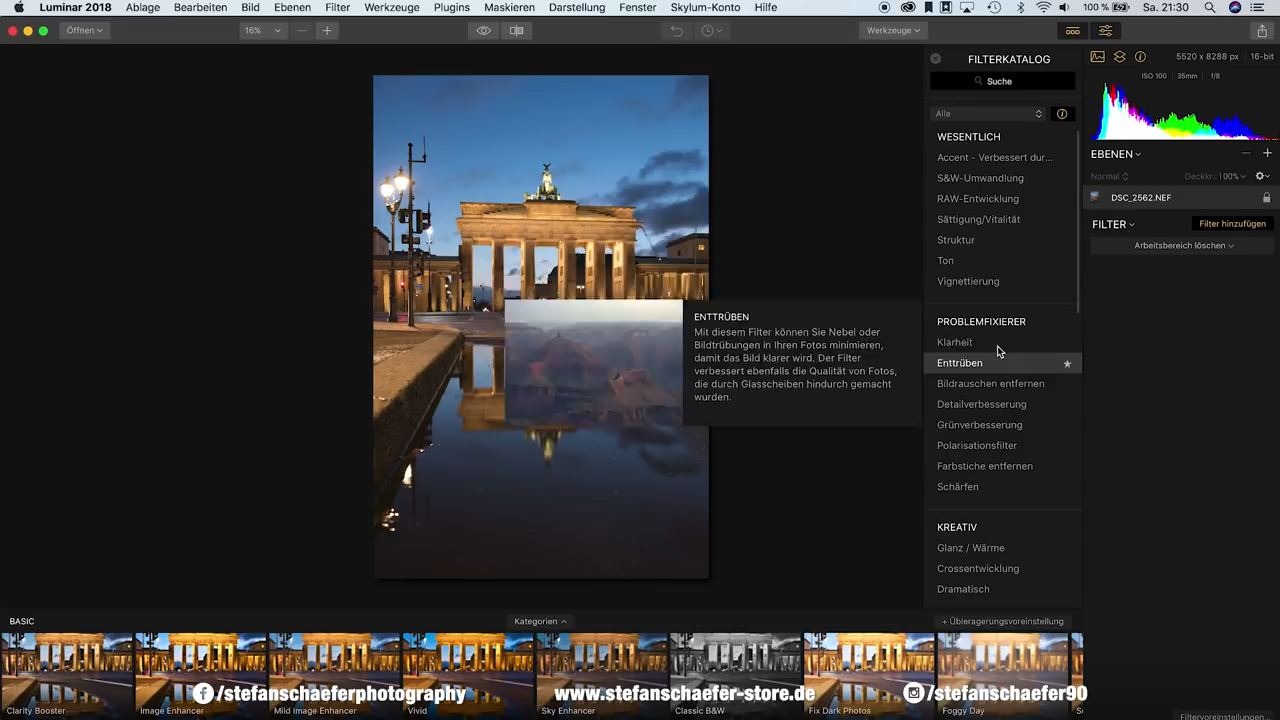 Luminar 2018 Ablage Bearbeiten Bild Ebenen Filter Werkzeuge Plugins Maskieren Darstellung Fenster Skylum-Konto Hilfe 100 % Sa. 21:30
Öffnen 16% Werkzeuge
FILTERKATALOG
Suche
Alle
WESENTLICH
Accent - Verbessert dur...
S&W-Umwandlung
RAW-Entwicklung
Sättigung/Vitalität
Struktur
Ton
Vignettierung
PROBLEMFIXIERER
Klarheit
Enttrüben
Bildrauschen entfernen
Detailverbesserung
Grünverbesserung
Polarisationsfilter
Farbstiche entfernen
Schärfen
KREATIV
Glanz / Wärme
Crossentwicklung
Dramatisch
ENTTRÜBEN
Mit diesem Filter können Sie Nebel oder
Bildtrübungen in Ihren Fotos minimieren,
damit das Bild klarer wird. Der Filter
verbessert ebenfalls die Qualität von Fotos,
die durch Glasscheiben hindurch gemacht
wurden.
5520 x 8288 px 16-bit
ISO 100 35mm f/8
EBENEN
Normal Deckkr.: 100%
DSC_2562.NEF
FILTER Filter hinzufügen
Arbeitsbereich löschen
BASIC Kategorien + Überagerungsvoreinstellung
/stefanschaeferphotography www.stefanschaefer-store.de /stefanschaefer90
Clarity Booster Image Enhancer Mild Image Enhancer Vivid Sky Enhancer Classic B&W Fix Dark Photos Foggy Day
Filtervoreinstellungen...